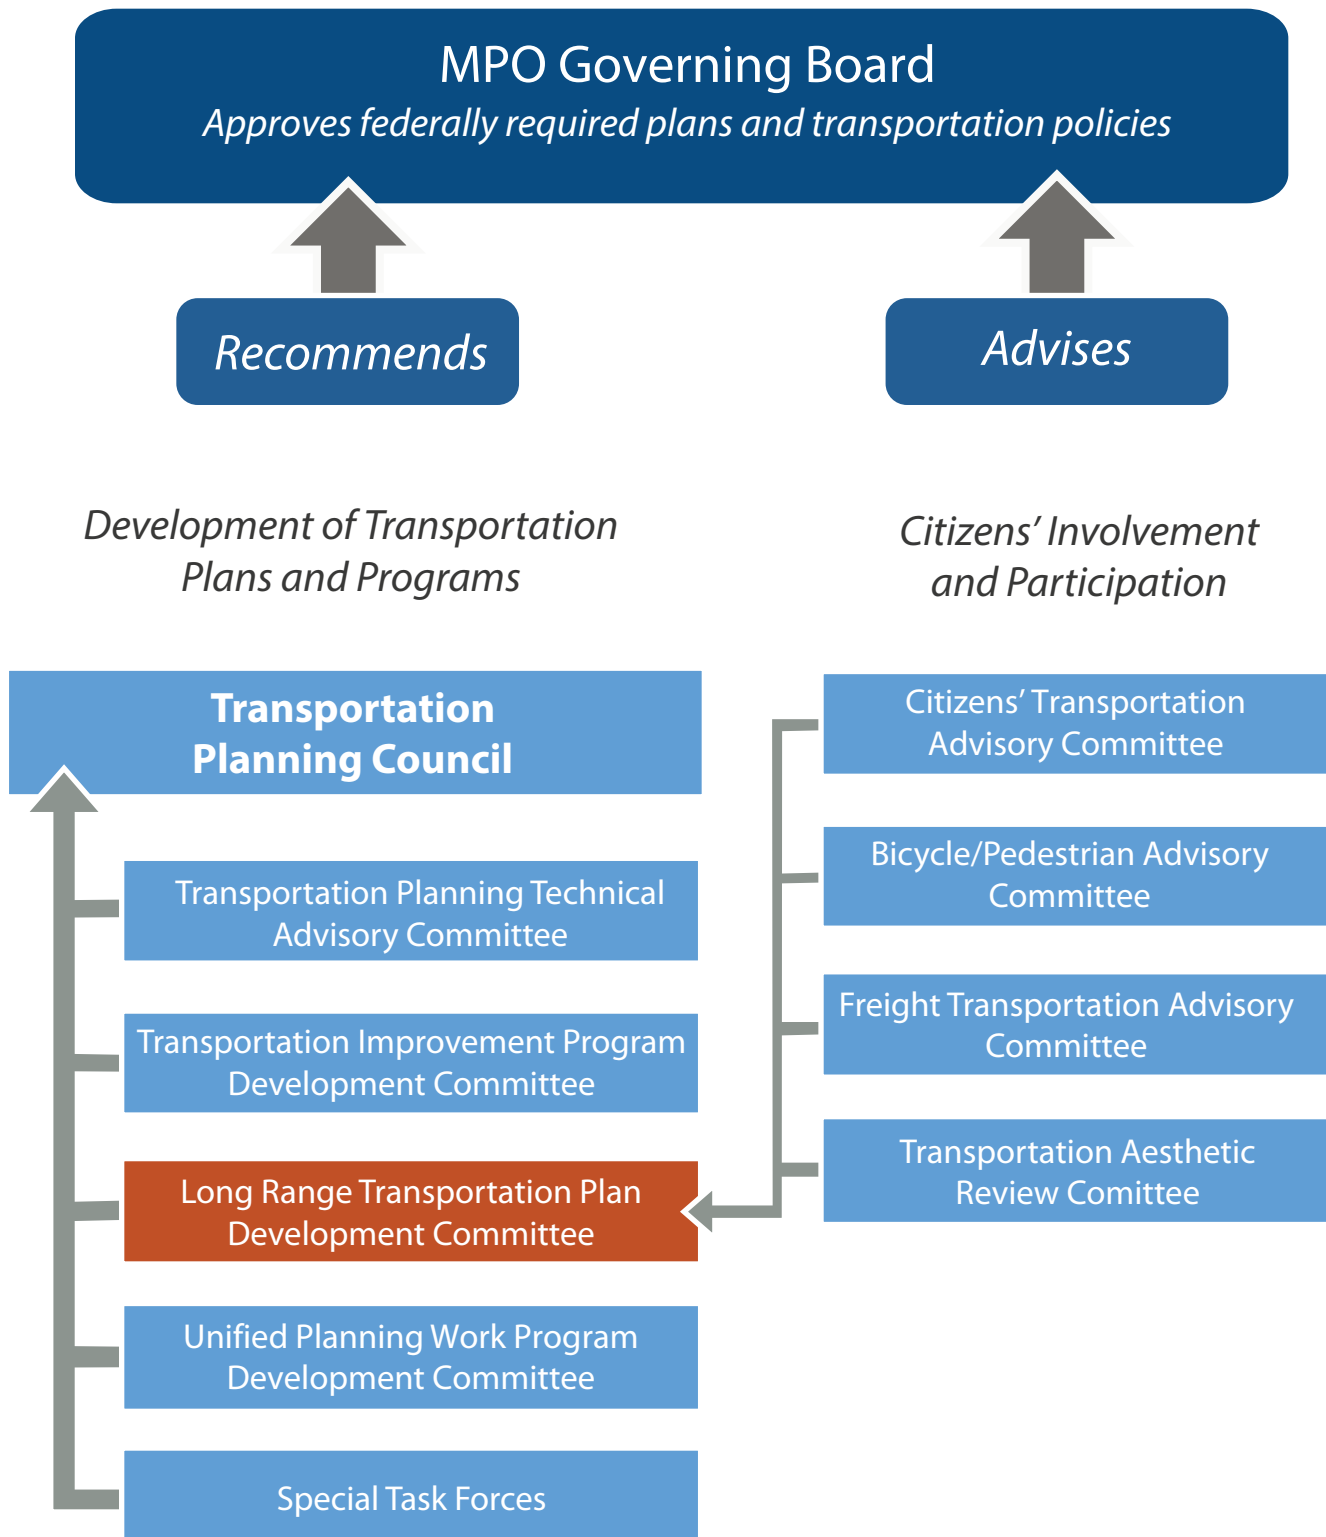 MPO Governing Board
Approves federally required plans and transportation policies
Recommends
Advises
Development of Transportation
Plans and Programs
Citizens’ Involvement
and Participation
Transportation
Planning Council
Transportation Planning Technical
Advisory Committee
Transportation Improvement Program
Development Committee
Long Range Transportation Plan
Development Committee
Unified Planning Work Program
Development Committee
Special Task Forces
Citizens’ Transportation
Advisory Committee
Bicycle/Pedestrian Advisory
Committee
Freight Transportation Advisory
Committee
Transportation Aesthetic
Review Comittee